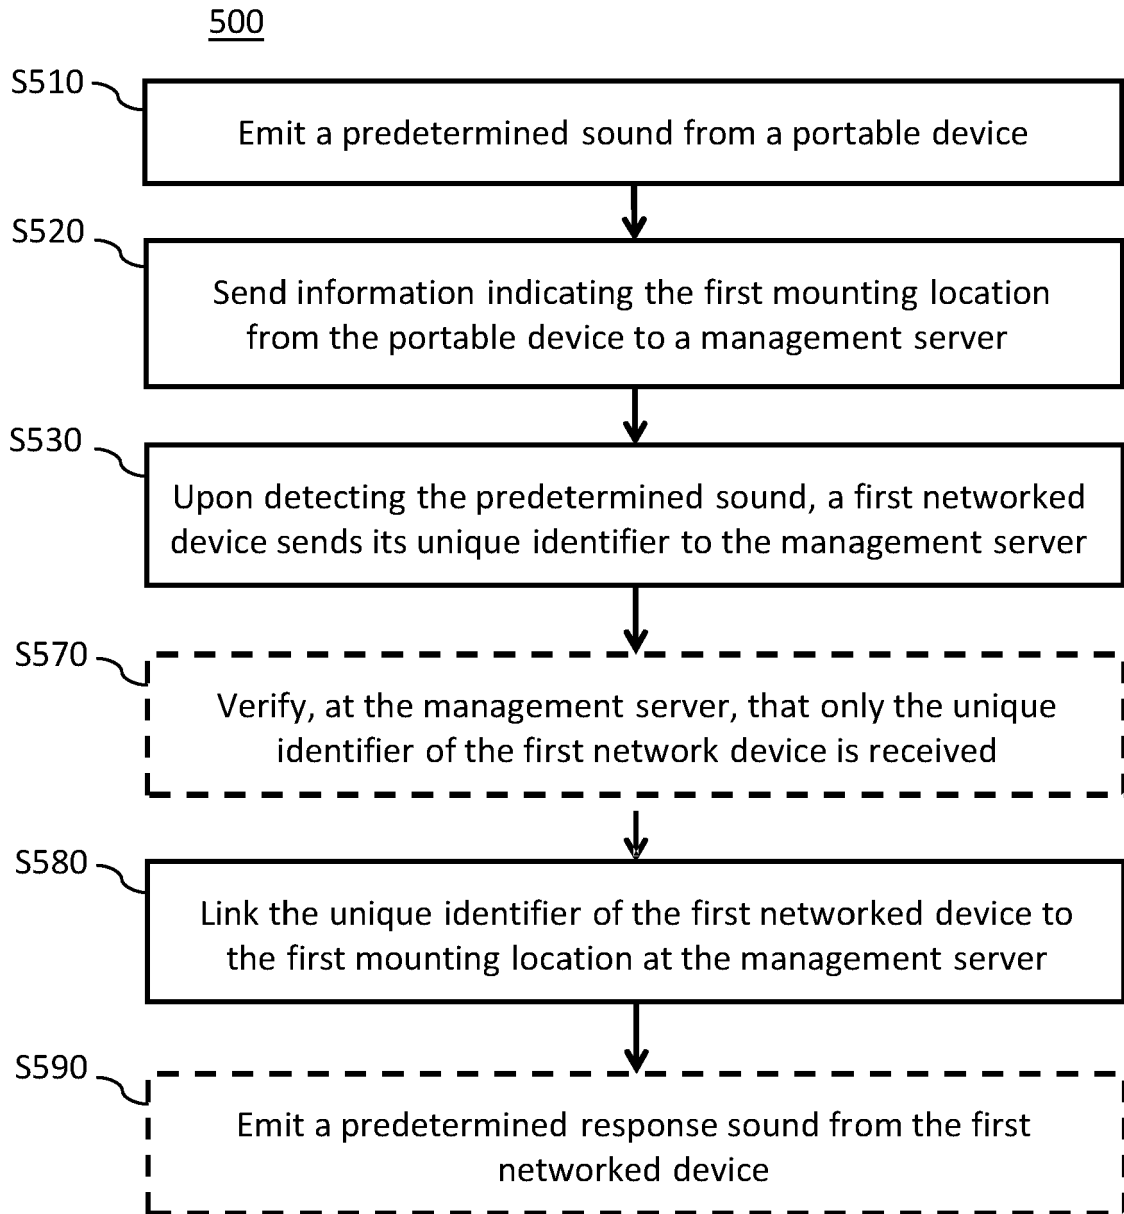 500
S510
Emit a predetermined sound from a portable device
S520
Send information indicating the first mounting location
from the portable device to a management server
S530
Upon detecting the predetermined sound, a first networked
device sends its unique identifier to the management server
S570
Verify, at the management server, that only the unique
identifier of the first network device is received
S580
Link the unique identifier of the first networked device to
the first mounting location at the management server
S590
Emit a predetermined response sound from the first
networked device